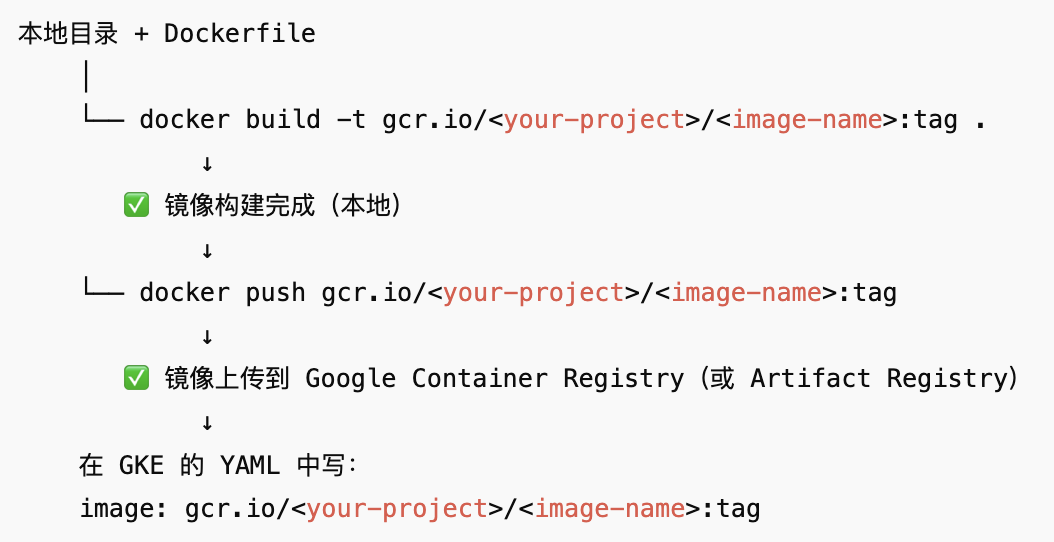 本地目录 + Dockerfile
│
└── docker build -t gcr.io/<your-project>/<image-name>:tag .
↓
✅ 镜像构建完成（本地）
↓
└── docker push gcr.io/<your-project>/<image-name>:tag
↓
✅ 镜像上传到 Google Container Registry（或 Artifact Registry）
↓
在 GKE 的 YAML 中写：
image: gcr.io/<your-project>/<image-name>:tag